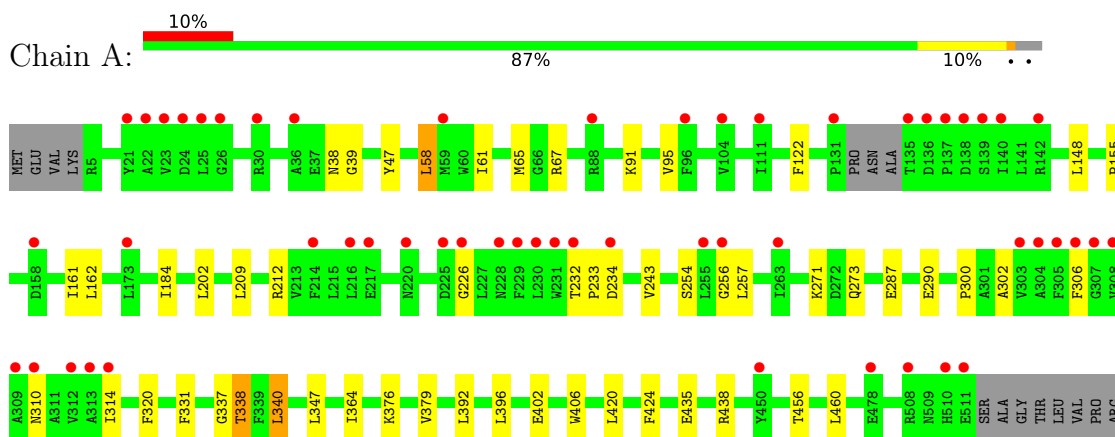 10%
Chain A:
87% 10% • •
MET GLU VAL LYS R5 Y21 A22 V23 D24 L25 G26 R30 A36 E37 N38 G39 Y47 L58 M59 W60 I61 M65 G66 R67 R88 K91 V95 F96 V104 I111 F122 P131 PRO ASN ALA T135 D136 P137 D138 S139 I140 L141 R142 L148
D158 I161 L162 L173 I184 L202 L209 R212 V213 F214 L215 L216 E217 N220 D225 G226 L227 N228 F229 L230 W231 T232 P233 D234 V243 S254 L255 G256 L257 I263 K271 D272 Q273 E287 E290 P300 A301 A302 V303 A304 F305 F306 G307
A309 N310 A311 V312 A313 I314 F320 F331 G337 T338 F339 L340 L347 I364 K376 V379 L392 L396 E402 W406 L420 F424 E435 R438 Y450 T456 L460 E478 R508 N509 H510 E511 SER ALA GLY THR LEU VAL PRO